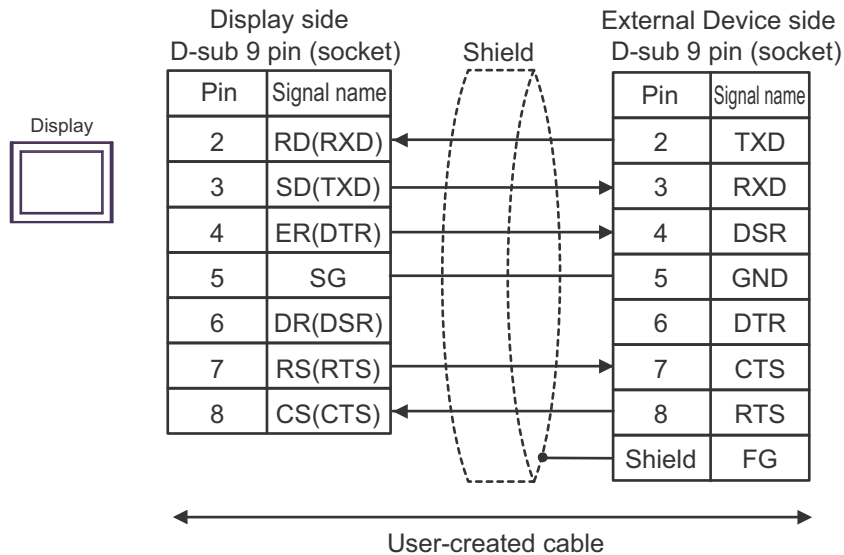 Display side
D-sub 9 pin (socket)
Shield
External Device side
D-sub 9 pin (socket)
Display
Pin Signal name
2 RD(RXD)
3 SD(TXD)
4 ER(DTR)
5 SG
6 DR(DSR)
7 RS(RTS)
8 CS(CTS)
Pin Signal name
2 TXD
3 RXD
4 DSR
5 GND
6 DTR
7 CTS
8 RTS
Shield FG
User-created cable